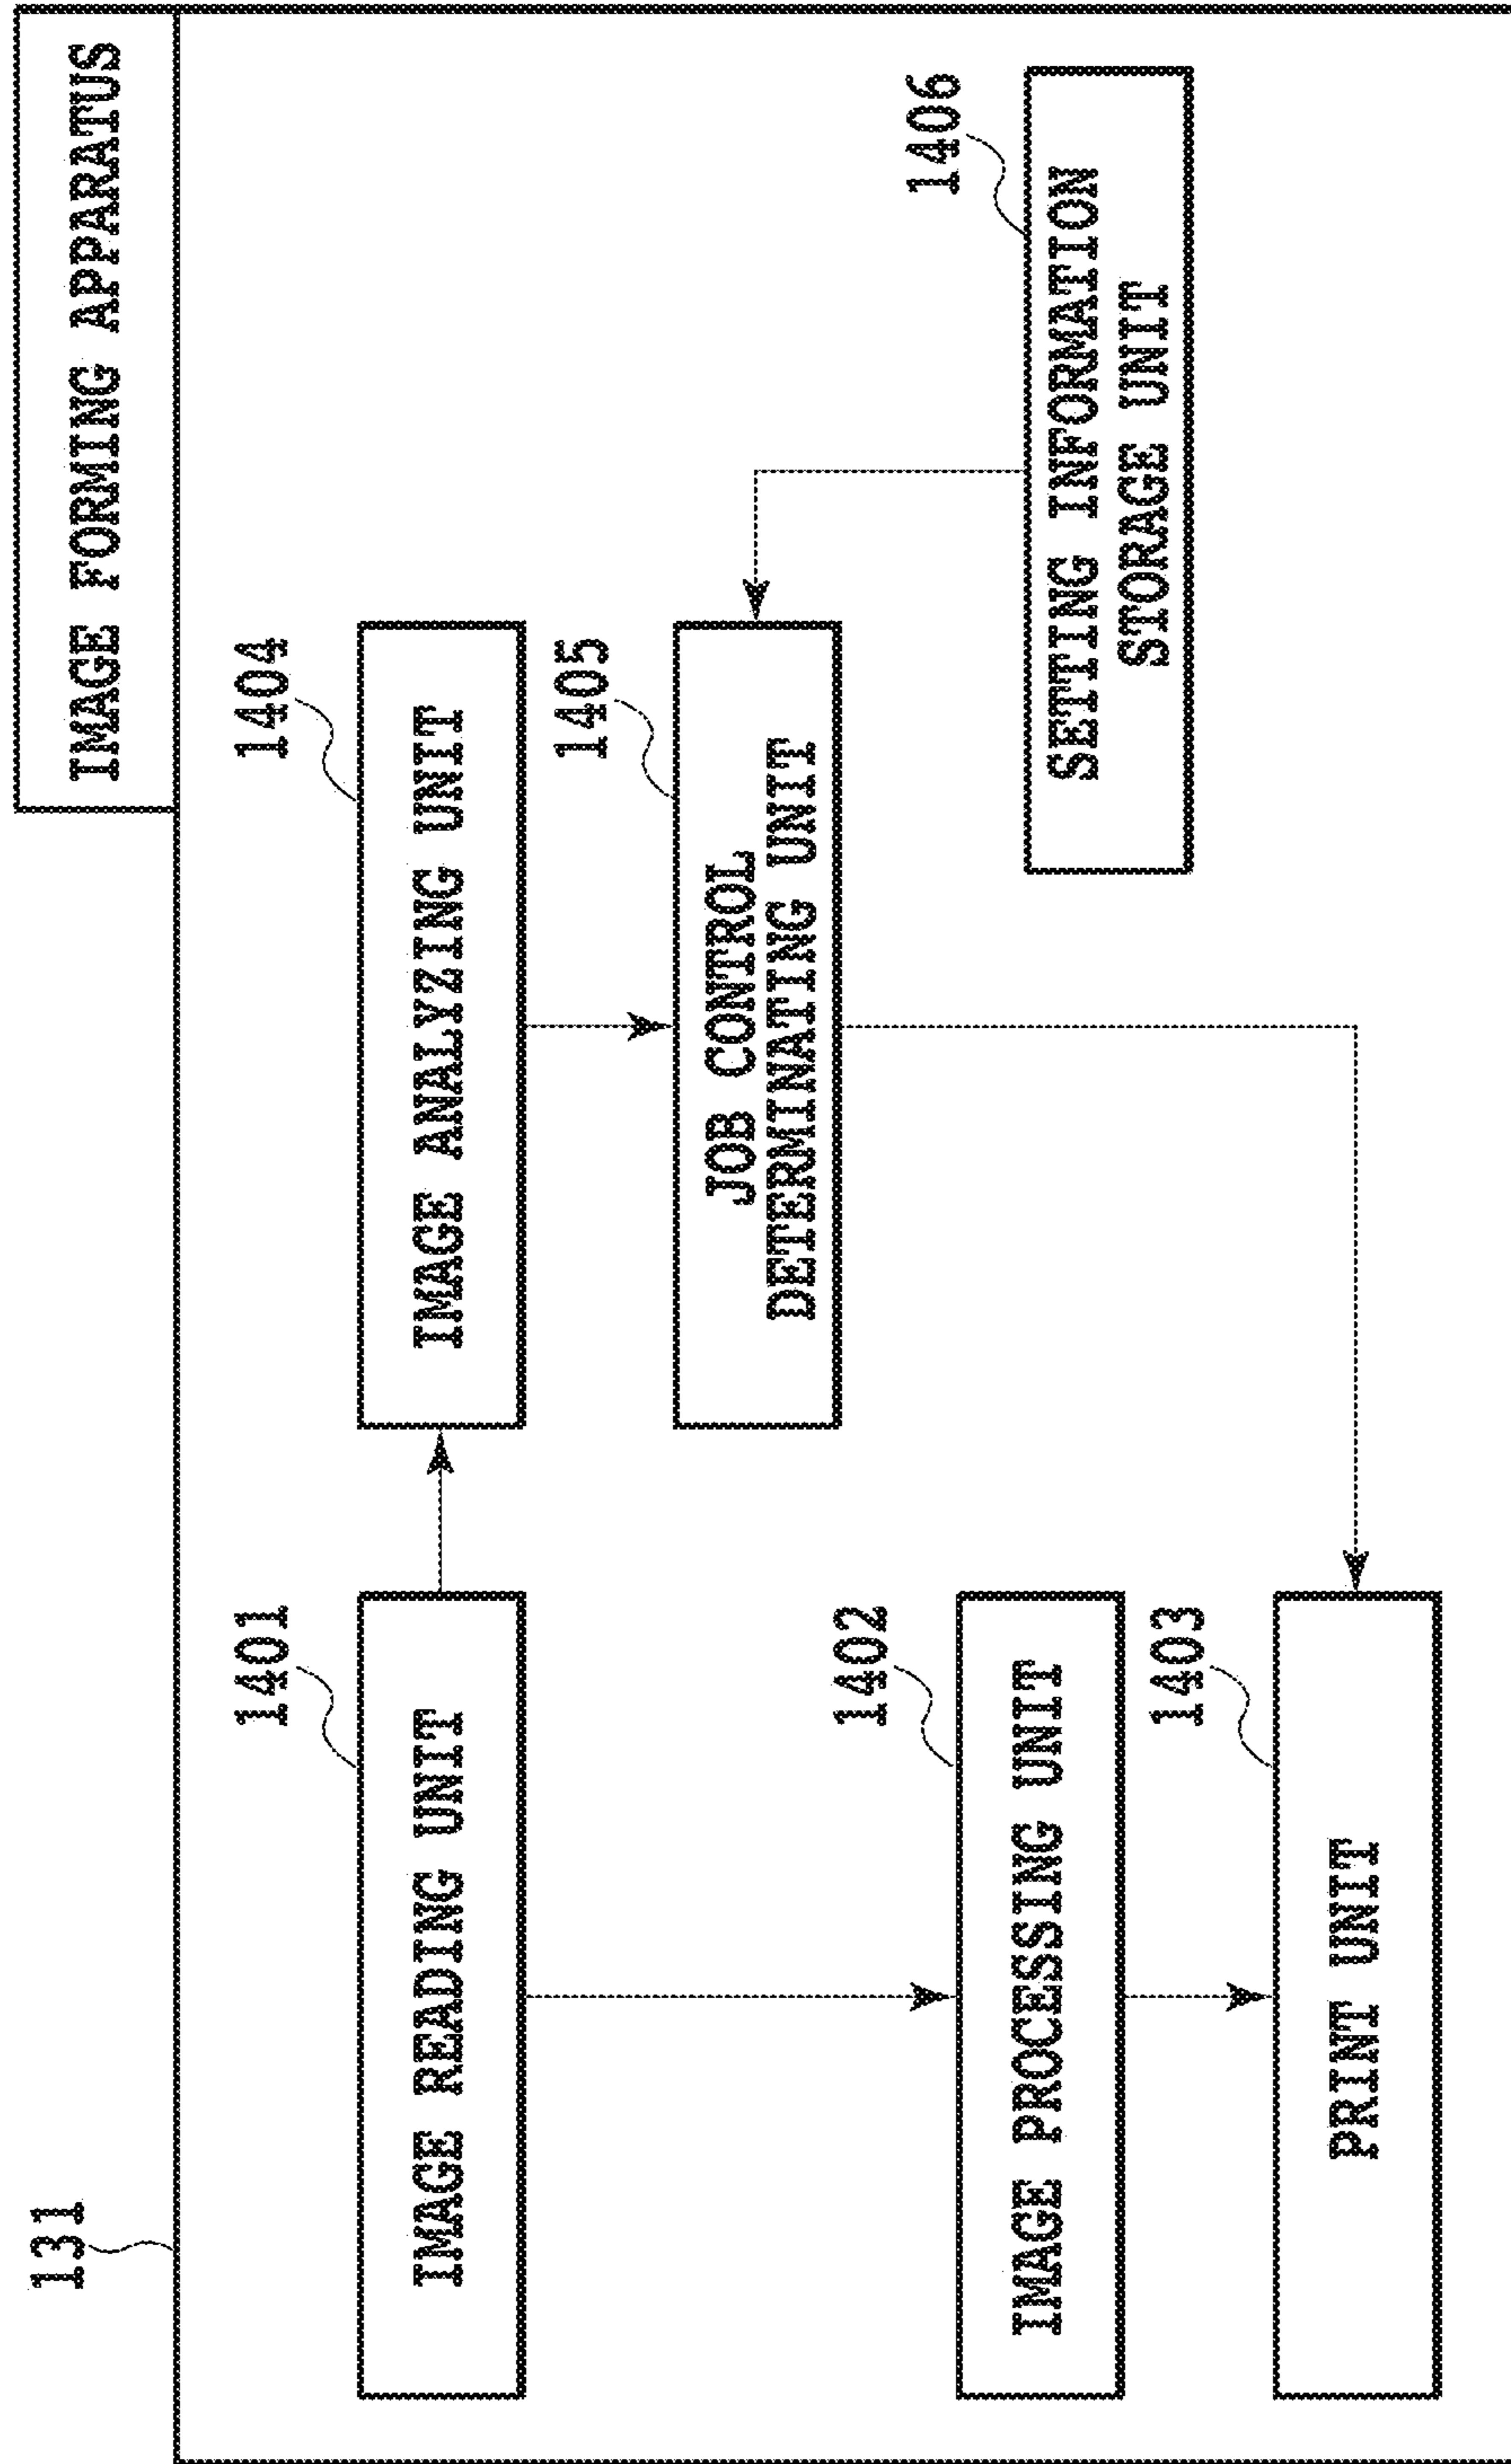 131
IMAGE FORMING APPARATUS
1401
IMAGE READING UNIT
1404
IMAGE ANALYZING UNIT
1405
JOB CONTROL
DETERMINATING UNIT
1402
IMAGE PROCESSING UNIT
1406
SETTING INFORMATION
STORAGE UNIT
1403
PRINT UNIT